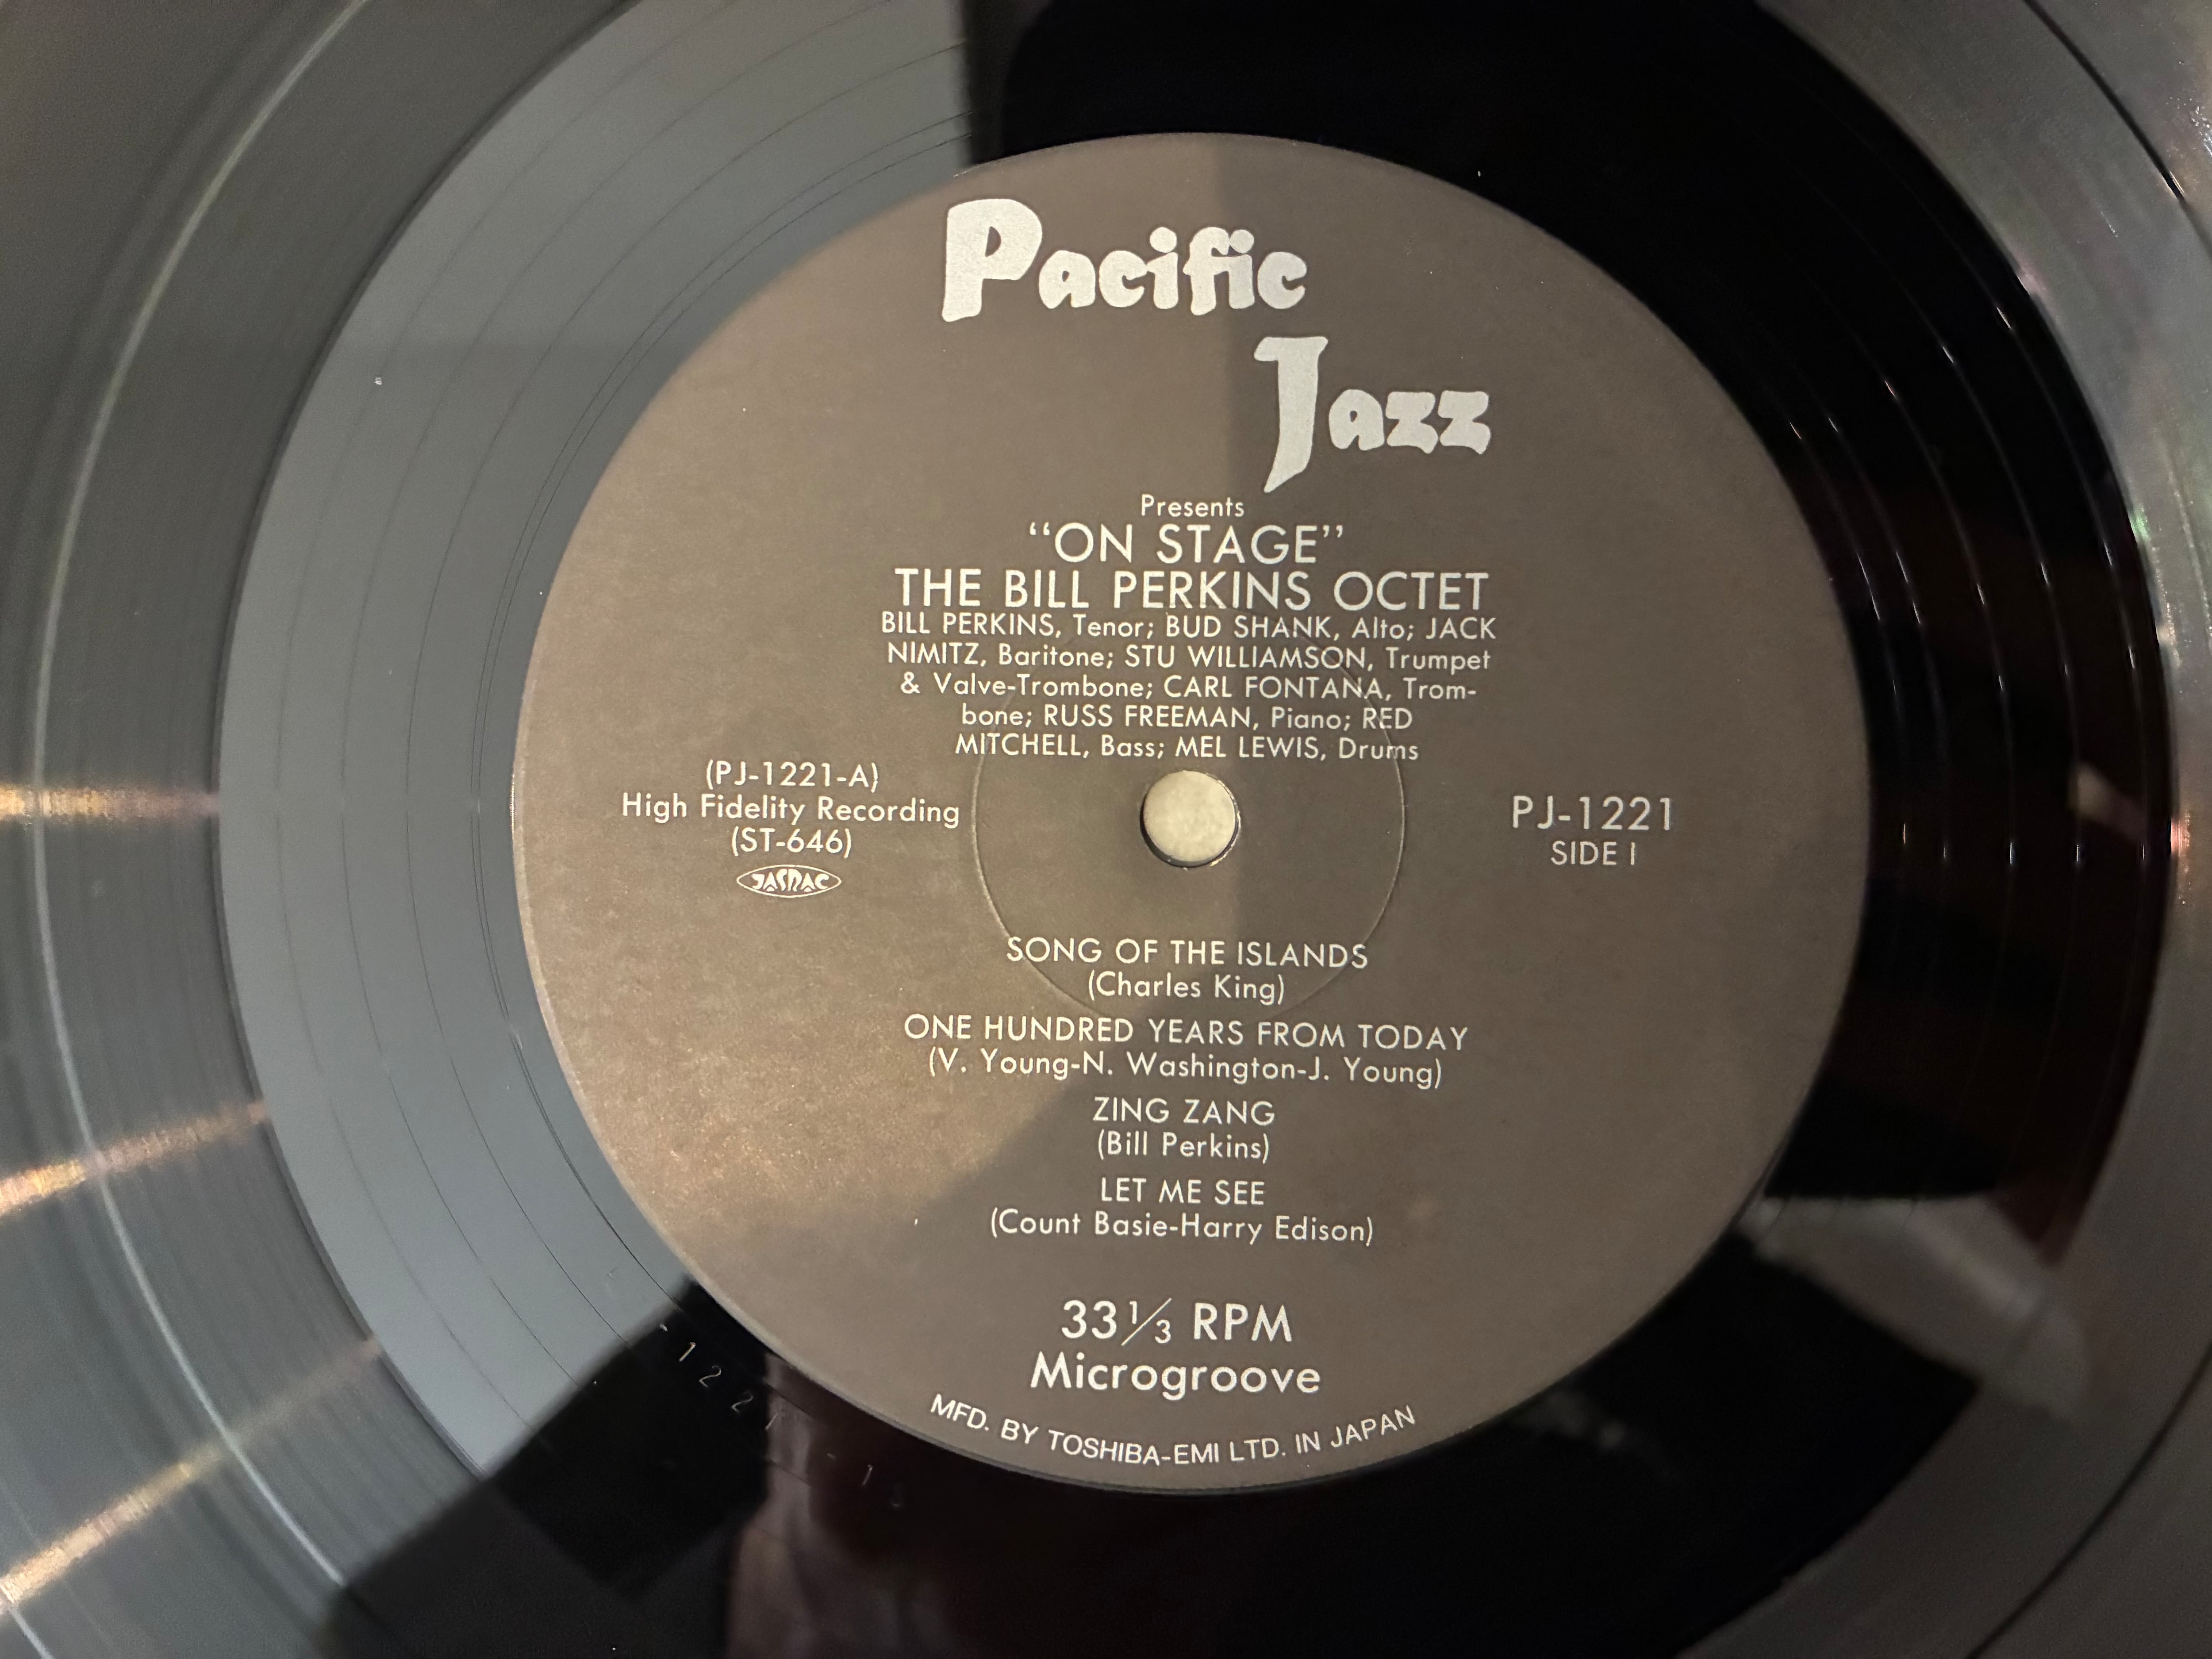 Pacific
Jazz
Presents
“ON STAGE”
THE BILL PERKINS OCTET
BILL PERKINS, Tenor; BUD SHANK, Alto; JACK
NIMITZ, Baritone; STU WILLIAMSON, Trumpet
& Valve-Trombone; CARL FONTANA, Trom-
bone; RUSS FREEMAN, Piano; RED
MITCHELL, Bass; MEL LEWIS, Drums
(PJ-1221-A)
High Fidelity Recording
(ST-646)
JASRAC
PJ-1221
SIDE 1
SONG OF THE ISLANDS
(Charles King)
ONE HUNDRED YEARS FROM TODAY
(V. Young-N. Washington-J. Young)
ZING ZANG
(Bill Perkins)
LET ME SEE
(Count Basie-Harry Edison)
33 1/3 RPM
Microgroove
MFD. BY TOSHIBA-EMI LTD. IN JAPAN
-1221